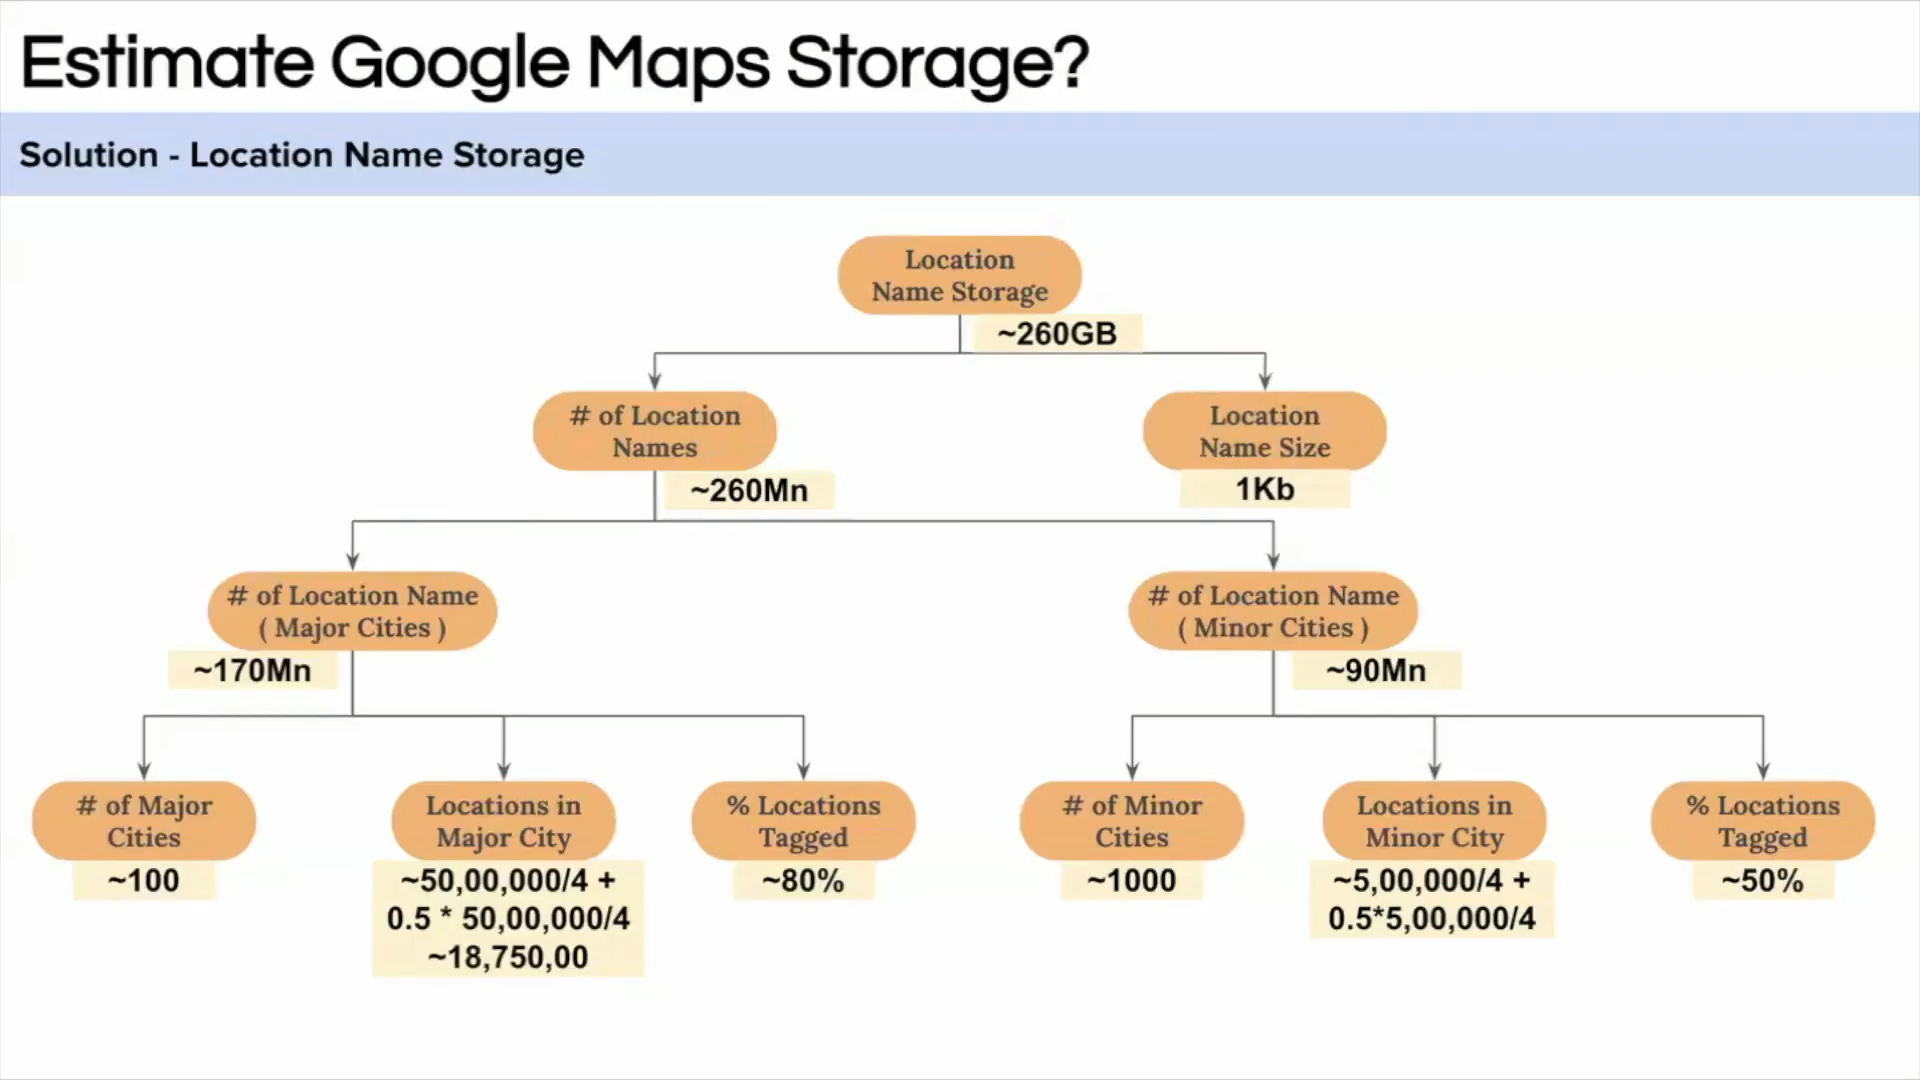 Estimate Google Maps Storage?
Solution - Location Name Storage
Location
Name Storage
~260GB
# of Location
Names
~260Mn
Location
Name Size
1Kb
# of Location Name
( Major Cities )
~170Mn
# of Location Name
( Minor Cities )
~90Mn
# of Major
Cities
~100
Locations in
Major City
~50,00,000/4 +
0.5 * 50,00,000/4
~18,750,00
% Locations
Tagged
~80%
# of Minor
Cities
~1000
Locations in
Minor City
~5,00,000/4 +
0.5*5,00,000/4
% Locations
Tagged
~50%